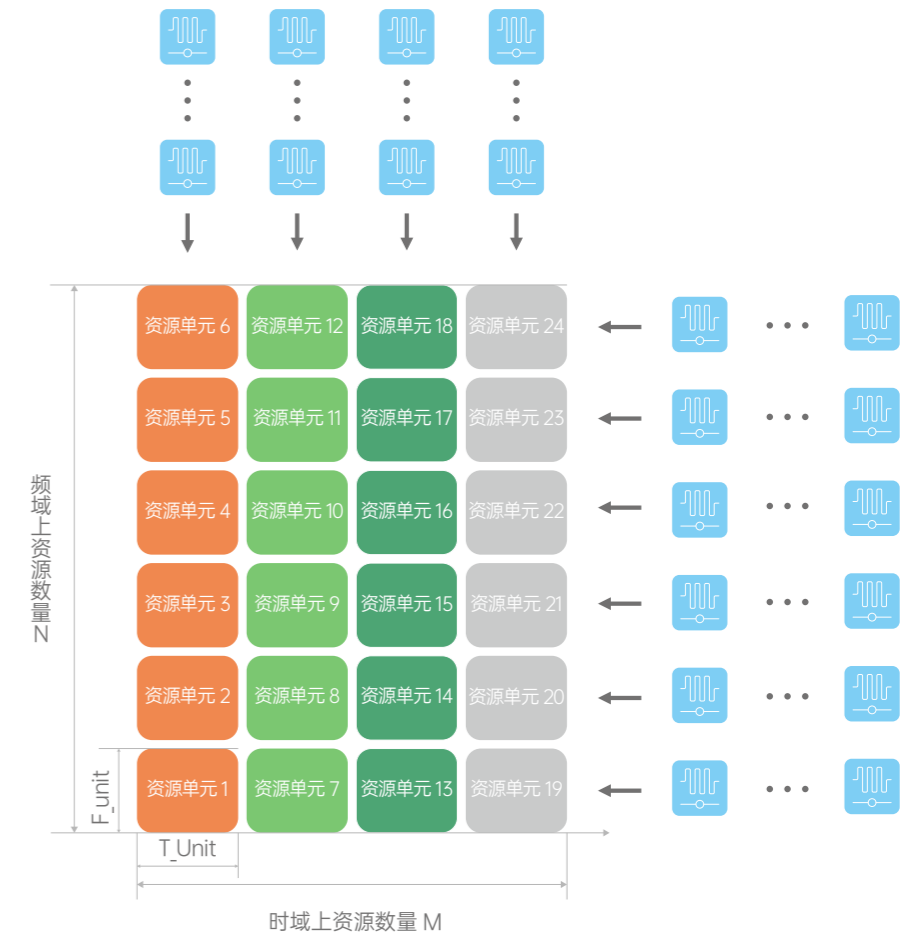 资源单元 6
资源单元 12
资源单元 18
资源单元 24
资源单元 5
资源单元 11
资源单元 17
资源单元 23
资源单元 4
资源单元 10
资源单元 16
资源单元 22
资源单元 3
资源单元 9
资源单元 15
资源单元 21
资源单元 2
资源单元 8
资源单元 14
资源单元 20
资源单元 1
资源单元 7
资源单元 13
资源单元 19
频域上资源数量N
F_unit
T_Unit
时域上资源数量 M